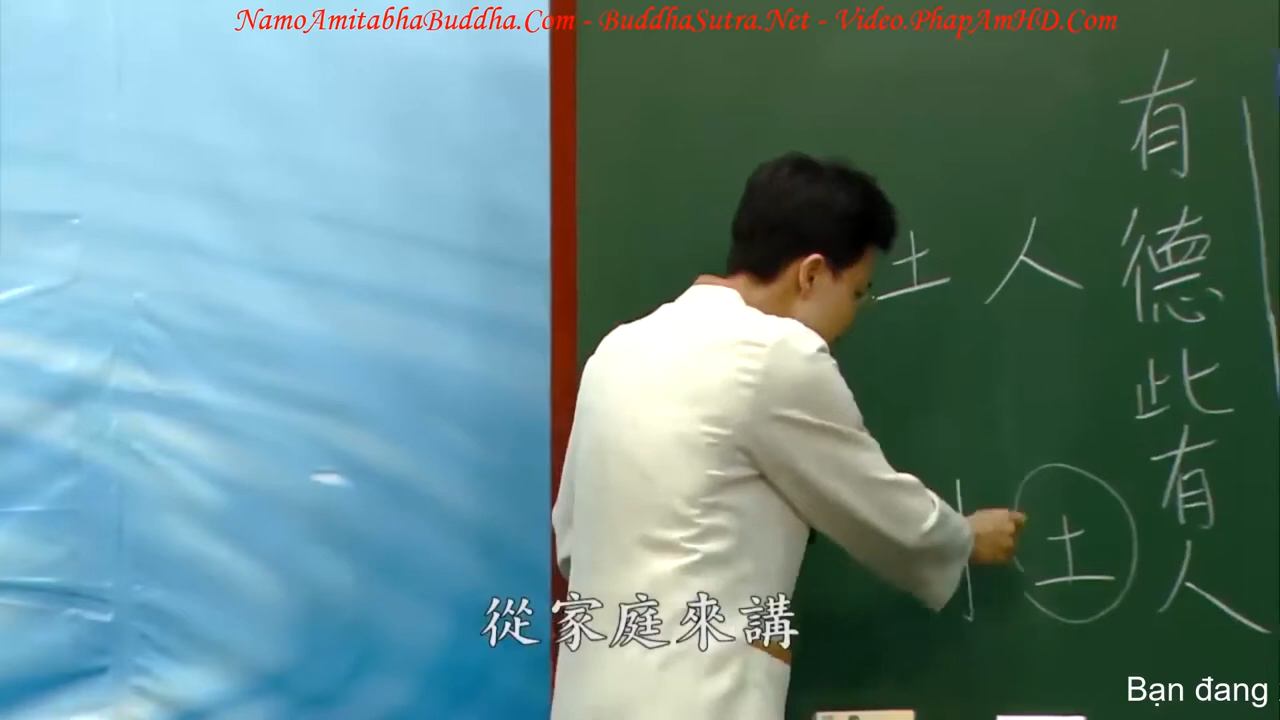 NamoAmitabhaBuddha.Com - BuddhaSutra.Net - Video.PhapAmHD.Com
有德此有人
人
土
土
從家庭來講
Bạn đang